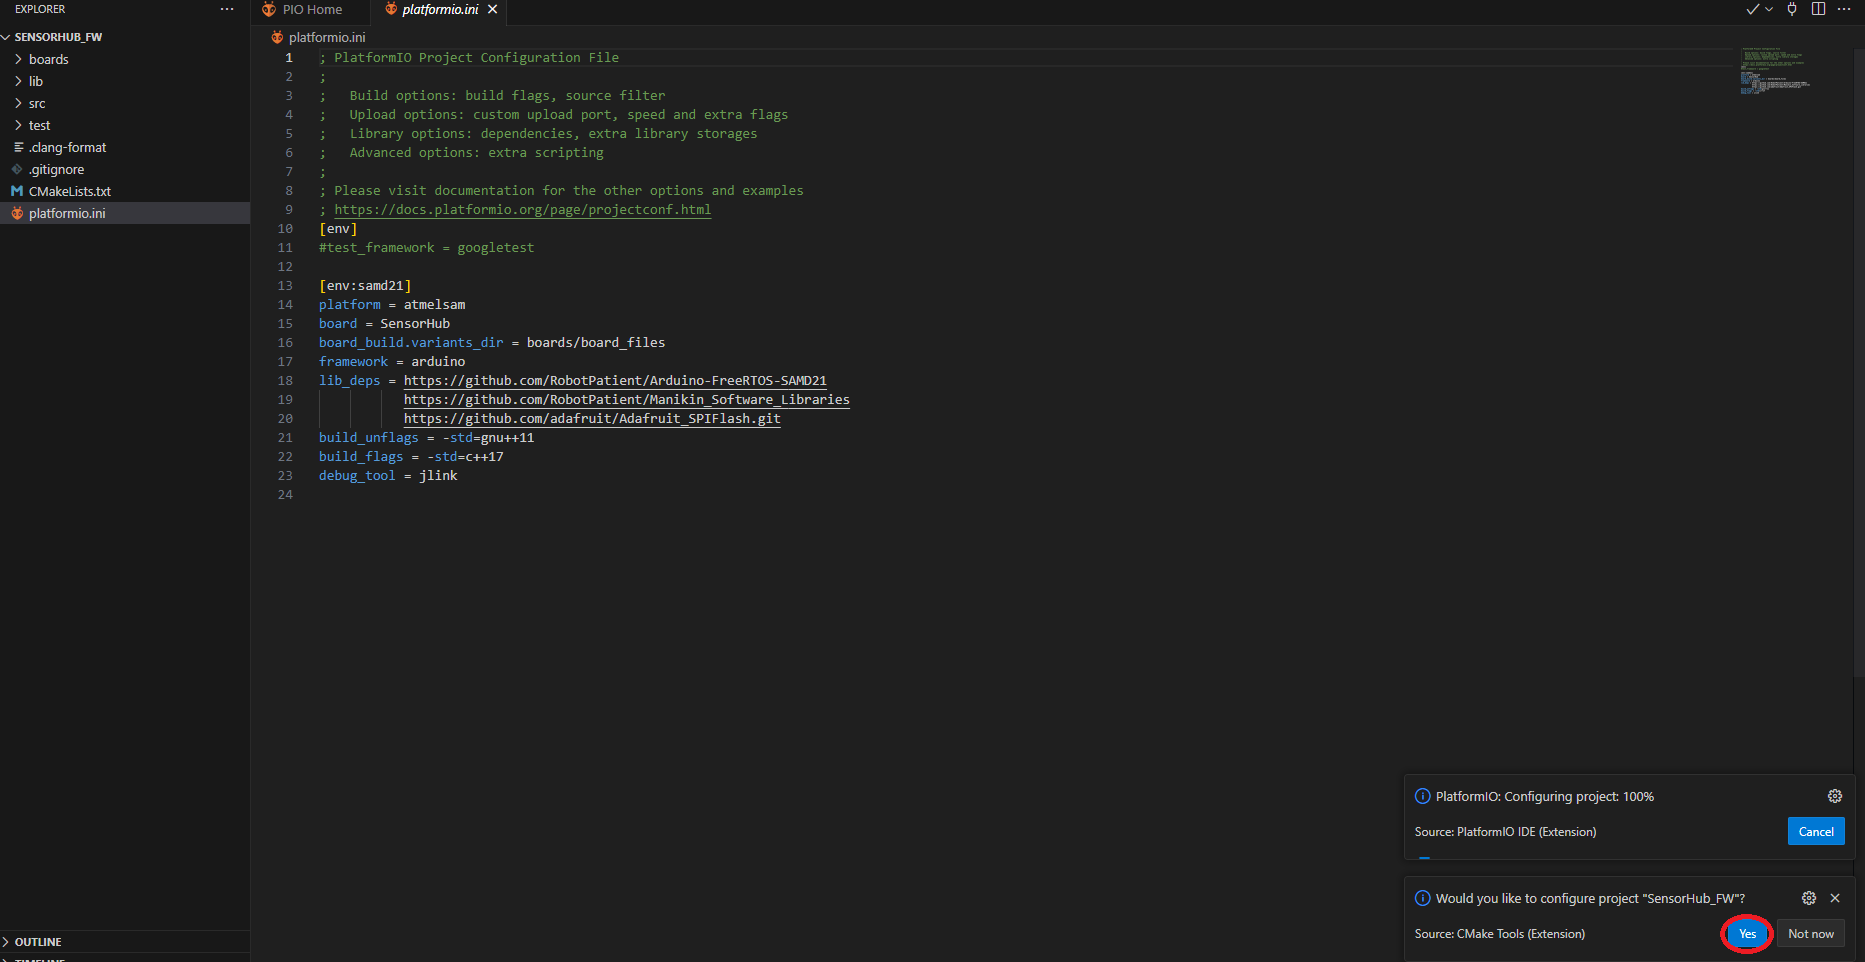 EXPLORER
SENSORHUB_FW
boards
lib
src
test
.clang-format
.gitignore
CMakeLists.txt
platformio.ini
OUTLINE
TIMELINE
PIO Home
platformio.ini
platformio.ini
1 ; PlatformIO Project Configuration File
2 ;
3 ;   Build options: build flags, source filter
4 ;   Upload options: custom upload port, speed and extra flags
5 ;   Library options: dependencies, extra library storages
6 ;   Advanced options: extra scripting
7 ;
8 ; Please visit documentation for the other options and examples
9 ; https://docs.platformio.org/page/projectconf.html
10 [env]
11 #test_framework = googletest
12
13 [env:samd21]
14 platform = atmelsam
15 board = SensorHub
16 board_build.variants_dir = boards/board_files
17 framework = arduino
18 lib_deps = https://github.com/RobotPatient/Arduino-FreeRTOS-SAMD21
19 https://github.com/RobotPatient/Manikin_Software_Libraries
20 https://github.com/adafruit/Adafruit_SPIFlash.git
21 build_unflags = -std=gnu++11
22 build_flags = -std=c++17
23 debug_tool = jlink
24
PlatformIO: Configuring project: 100%
Source: PlatformIO IDE (Extension)
Cancel
Would you like to configure project "SensorHub_FW"?
Source: CMake Tools (Extension)
Yes
Not now